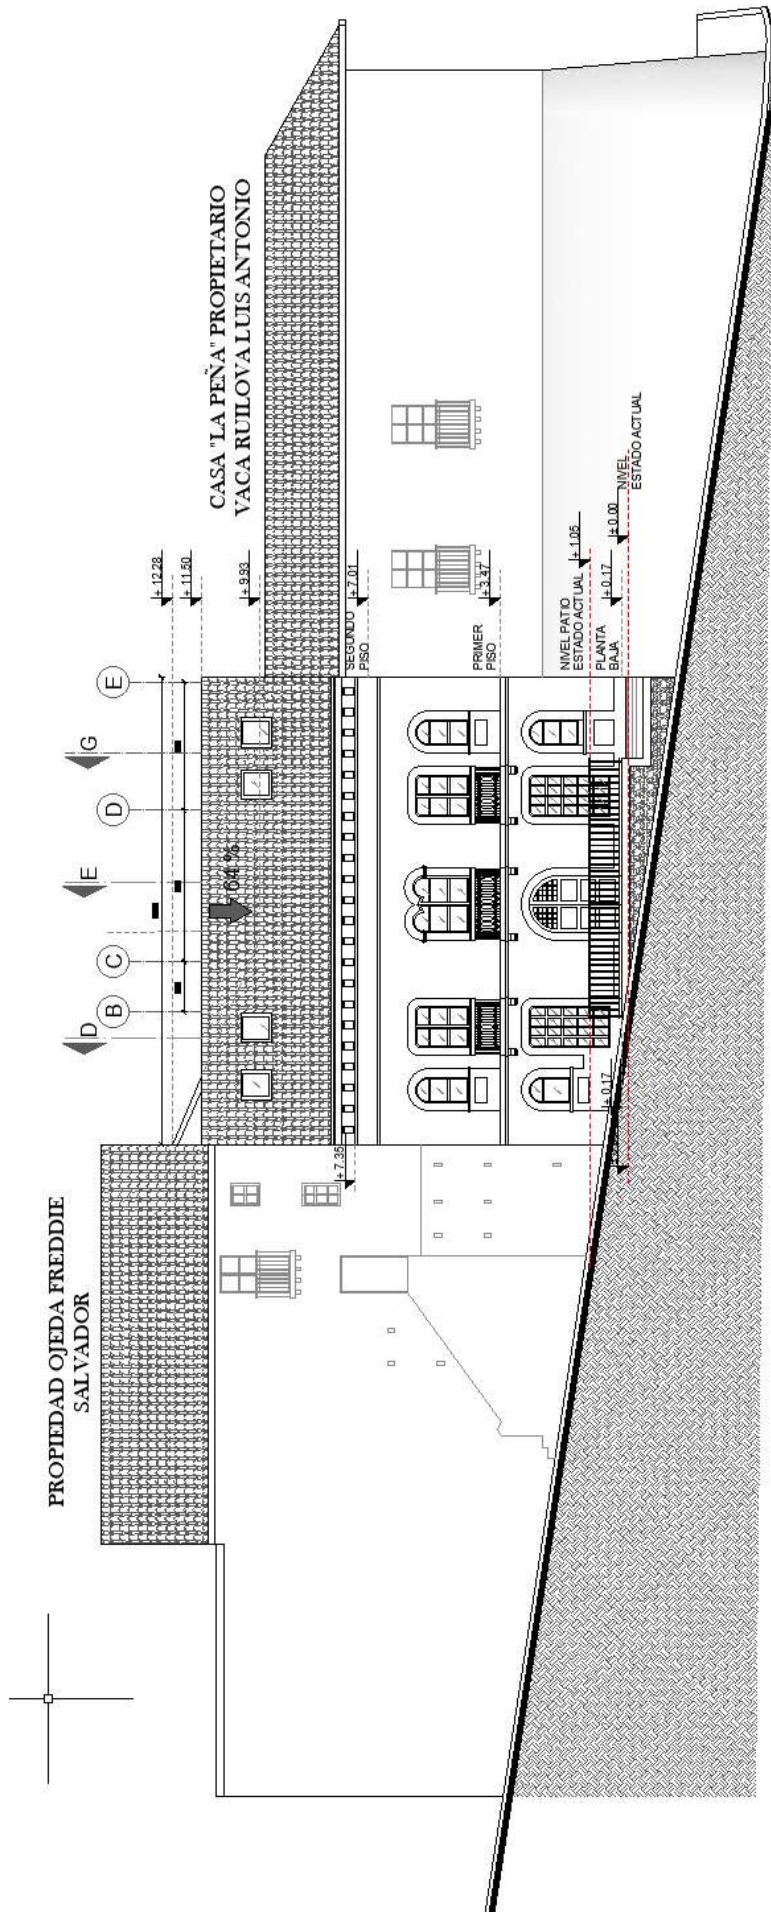 PROPIEDAD OJEDA FREDDIE
SALVADOR
CASA "LA PEÑA" PROPIETARIO
VACA RUILOVA LUIS ANTONIO
D
B
C
E
D
G
E
64 %
+ 12.28
+ 11.50
+ 9.93
SEGUNDO
PISO
+ 7.01
PRIMER
PISO
+ 3.47
NIVEL PATIO
ESTADO ACTUAL
+ 1.05
PLANTA
BAJA
+ 0.17
± 0.00
NIVEL
ESTADO ACTUAL
+ 7.35
+ 0.17